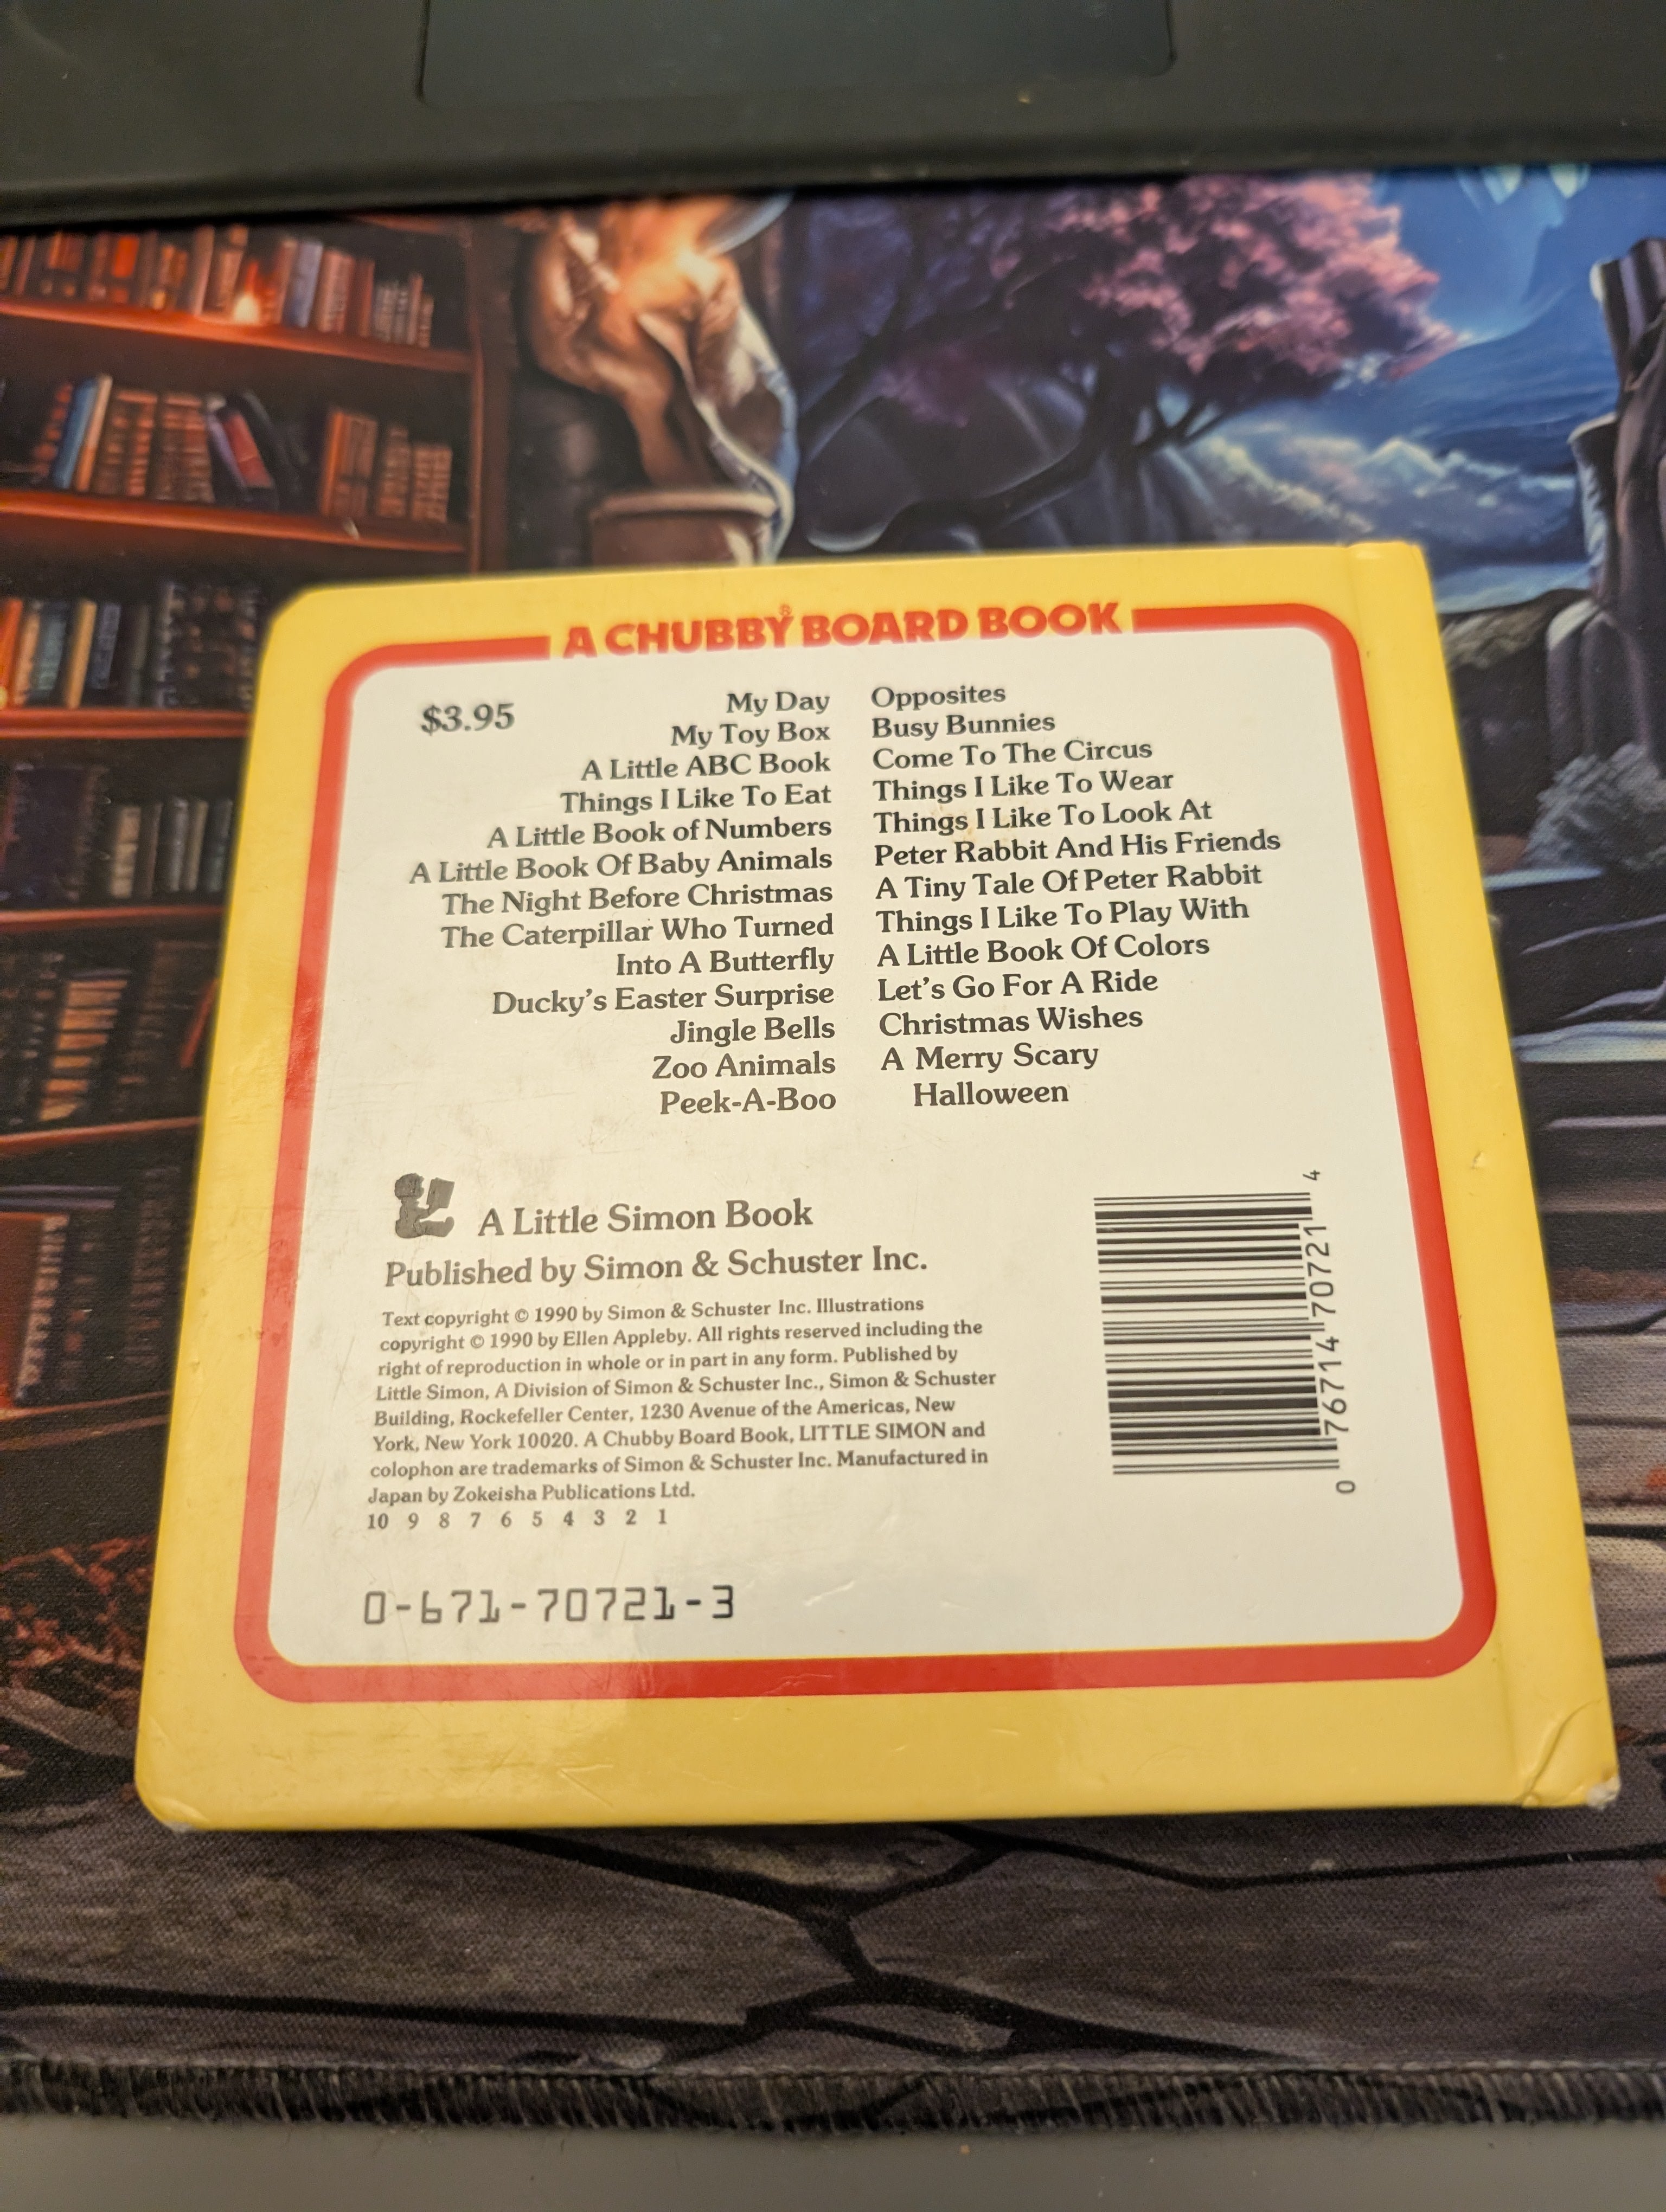 A CHUBBY® BOARD BOOK
$3.95
My Day
My Toy Box
A Little ABC Book
Things I Like To Eat
A Little Book of Numbers
A Little Book Of Baby Animals
The Night Before Christmas
The Caterpillar Who Turned
Into A Butterfly
Ducky's Easter Surprise
Jingle Bells
Zoo Animals
Peek-A-Boo
Opposites
Busy Bunnies
Come To The Circus
Things I Like To Wear
Things I Like To Look At
Peter Rabbit And His Friends
A Tiny Tale Of Peter Rabbit
Things I Like To Play With
A Little Book Of Colors
Let's Go For A Ride
Christmas Wishes
A Merry Scary
Halloween
A Little Simon Book
Published by Simon & Schuster Inc.
Text copyright © 1990 by Simon & Schuster Inc. Illustrations
copyright © 1990 by Ellen Appleby. All rights reserved including the
right of reproduction in whole or in part in any form. Published by
Little Simon, A Division of Simon & Schuster Inc., Simon & Schuster
Building, Rockefeller Center, 1230 Avenue of the Americas, New
York, New York 10020. A Chubby Board Book, LITTLE SIMON and
colophon are trademarks of Simon & Schuster Inc. Manufactured in
Japan by Zokeisha Publications Ltd.
10 9 8 7 6 5 4 3 2 1
0-671-70721-3
0 76714 70721 4